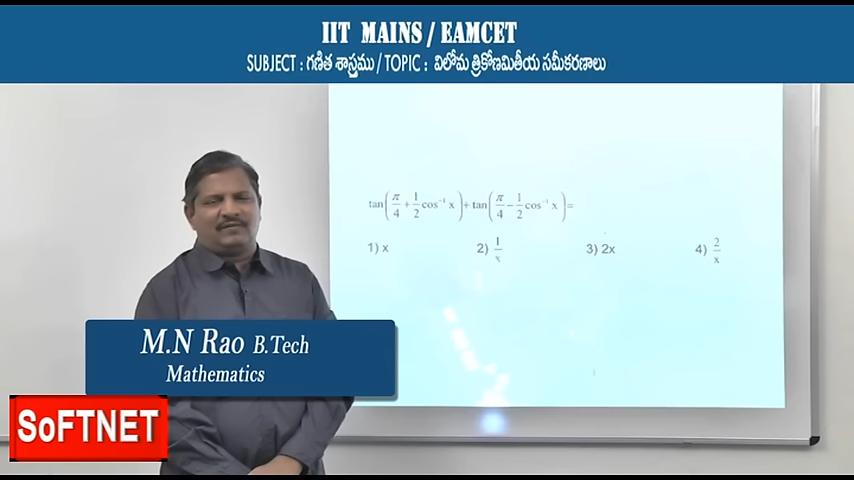 IIT MAINS / EAMCET
SUBJECT : గణిత శాస్త్రము / TOPIC : విలోమ త్రికోణమితీయ సమీకరణాలు
tan(π/4 + 1/2 cos⁻¹ x) + tan(π/4 − 1/2 cos⁻¹ x) =
1) x 2) 1/x 3) 2x 4) 2/x
M.N Rao B.Tech
Mathematics
SoFTNET